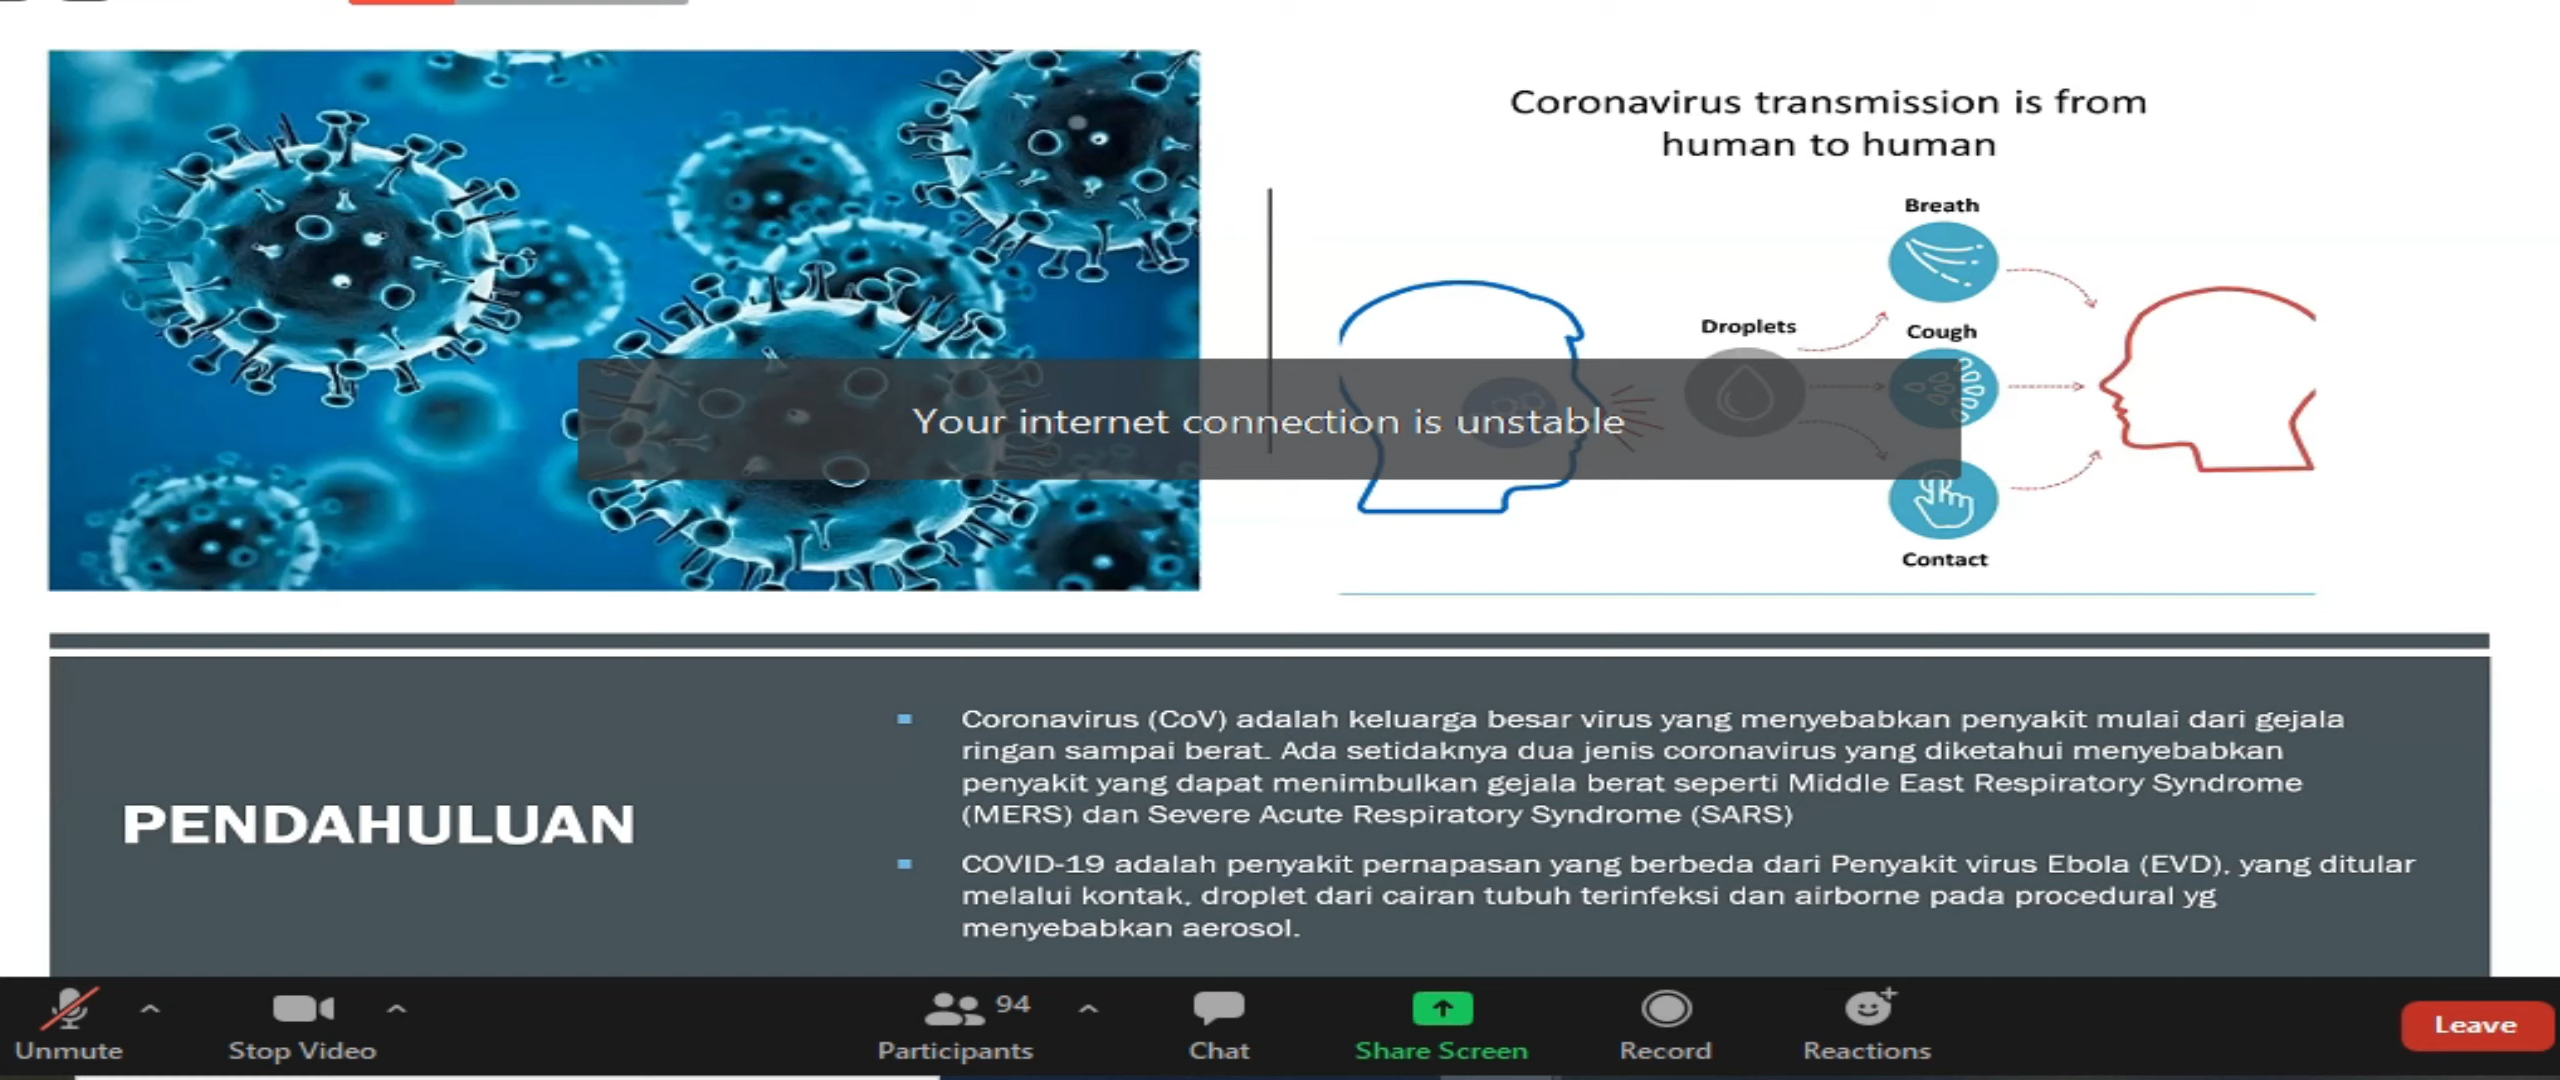 Coronavirus transmission is from
human to human
Breath
Droplets
Cough
Your internet connection is unstable
Contact
PENDAHULUAN
Coronavirus (CoV) adalah keluarga besar virus yang menyebabkan penyakit mulai dari gejala
ringan sampai berat. Ada setidaknya dua jenis coronavirus yang diketahui menyebabkan
penyakit yang dapat menimbulkan gejala berat seperti Middle East Respiratory Syndrome
(MERS) dan Severe Acute Respiratory Syndrome (SARS)
COVID-19 adalah penyakit pernapasan yang berbeda dari Penyakit virus Ebola (EVD), yang ditular
melalui kontak, droplet dari cairan tubuh terinfeksi dan airborne pada procedural yg
menyebabkan aerosol.
94
Unmute
Stop Video
Participants
Chat
Share Screen
Record
Reactions
Leave